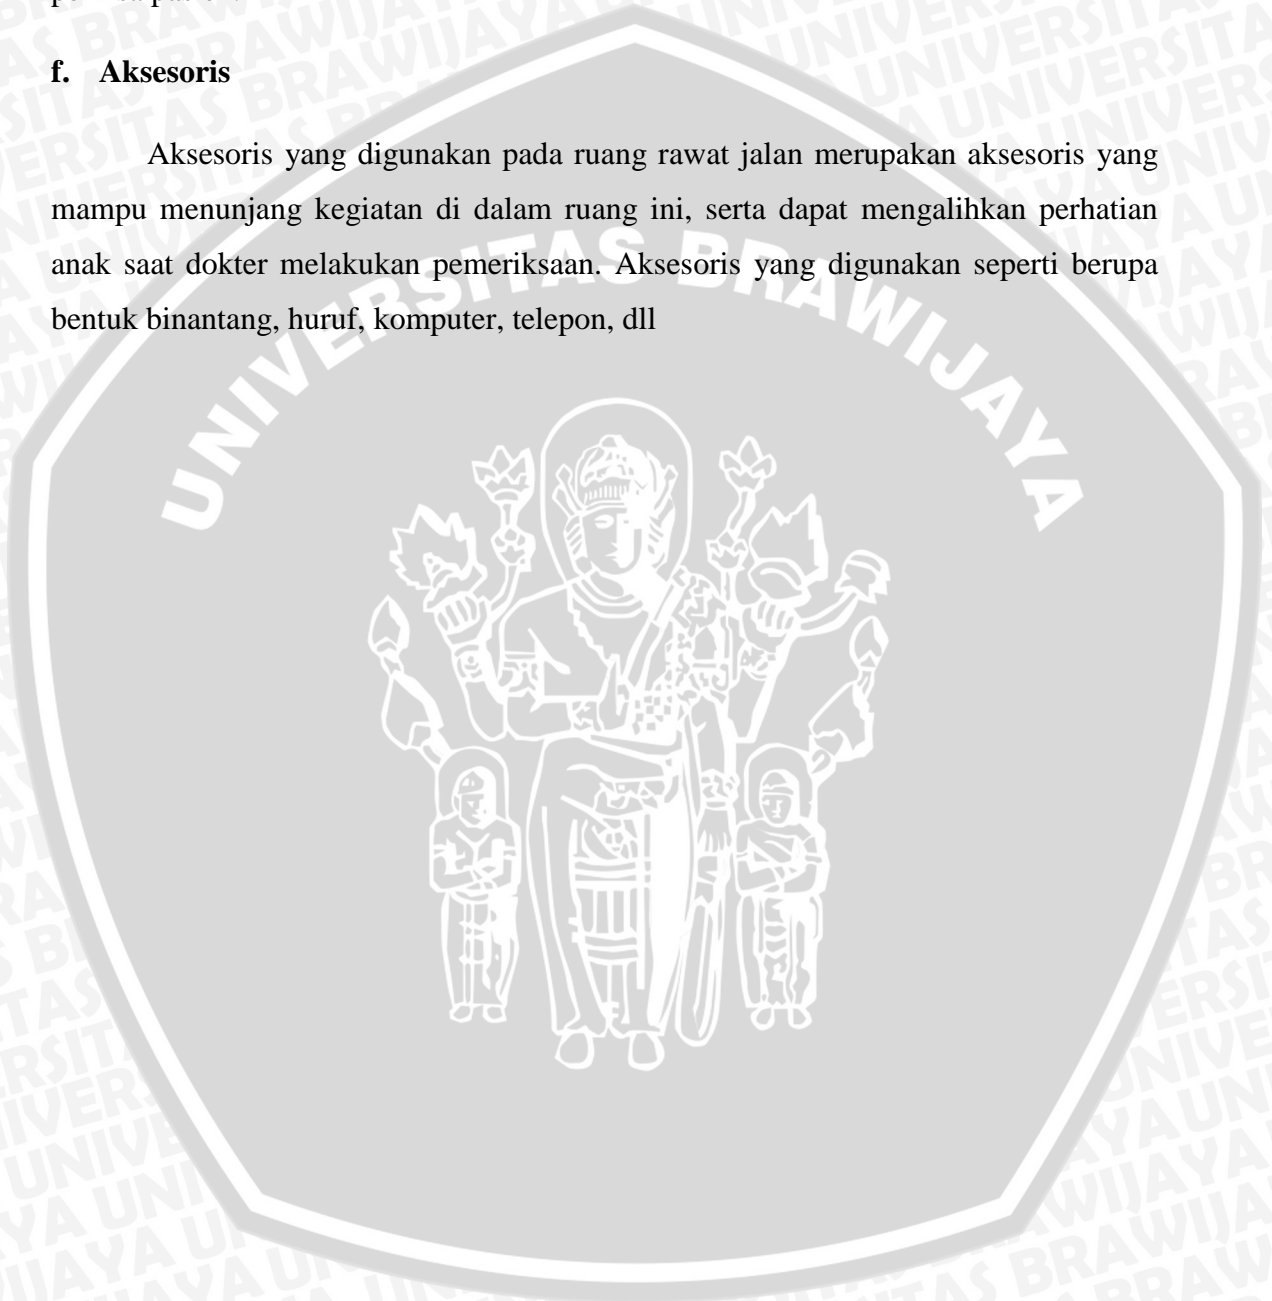 f. Aksesoris
Aksesoris yang digunakan pada ruang rawat jalan merupakan aksesoris yang
mampu menunjang kegiatan di dalam ruang ini, serta dapat mengalihkan perhatian
anak saat dokter melakukan pemeriksaan. Aksesoris yang digunakan seperti berupa
bentuk binantang, huruf, komputer, telepon, dll
UNIVERSITAS BRAWIJAYA